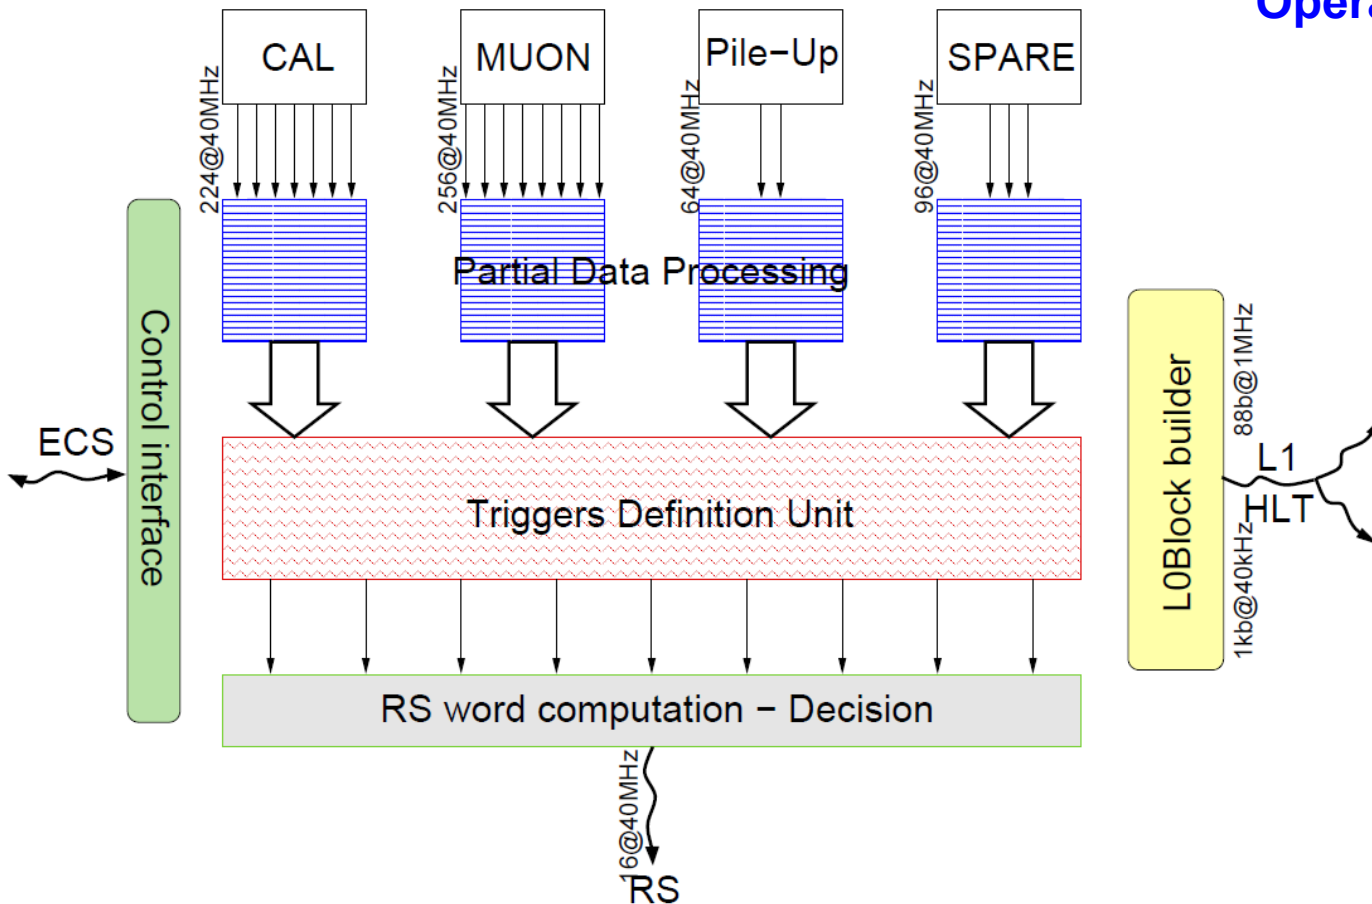 Opera
CAL
MUON
Pile−Up
SPARE
224@40MHz
256@40MHz
64@40MHz
96@40MHz
Partial Data Processing
Control interface
ECS
Triggers Definition Unit
L0Block builder
88b@1MHz
1kb@40kHz
L1
HLT
RS word computation − Decision
16@40MHz
RS